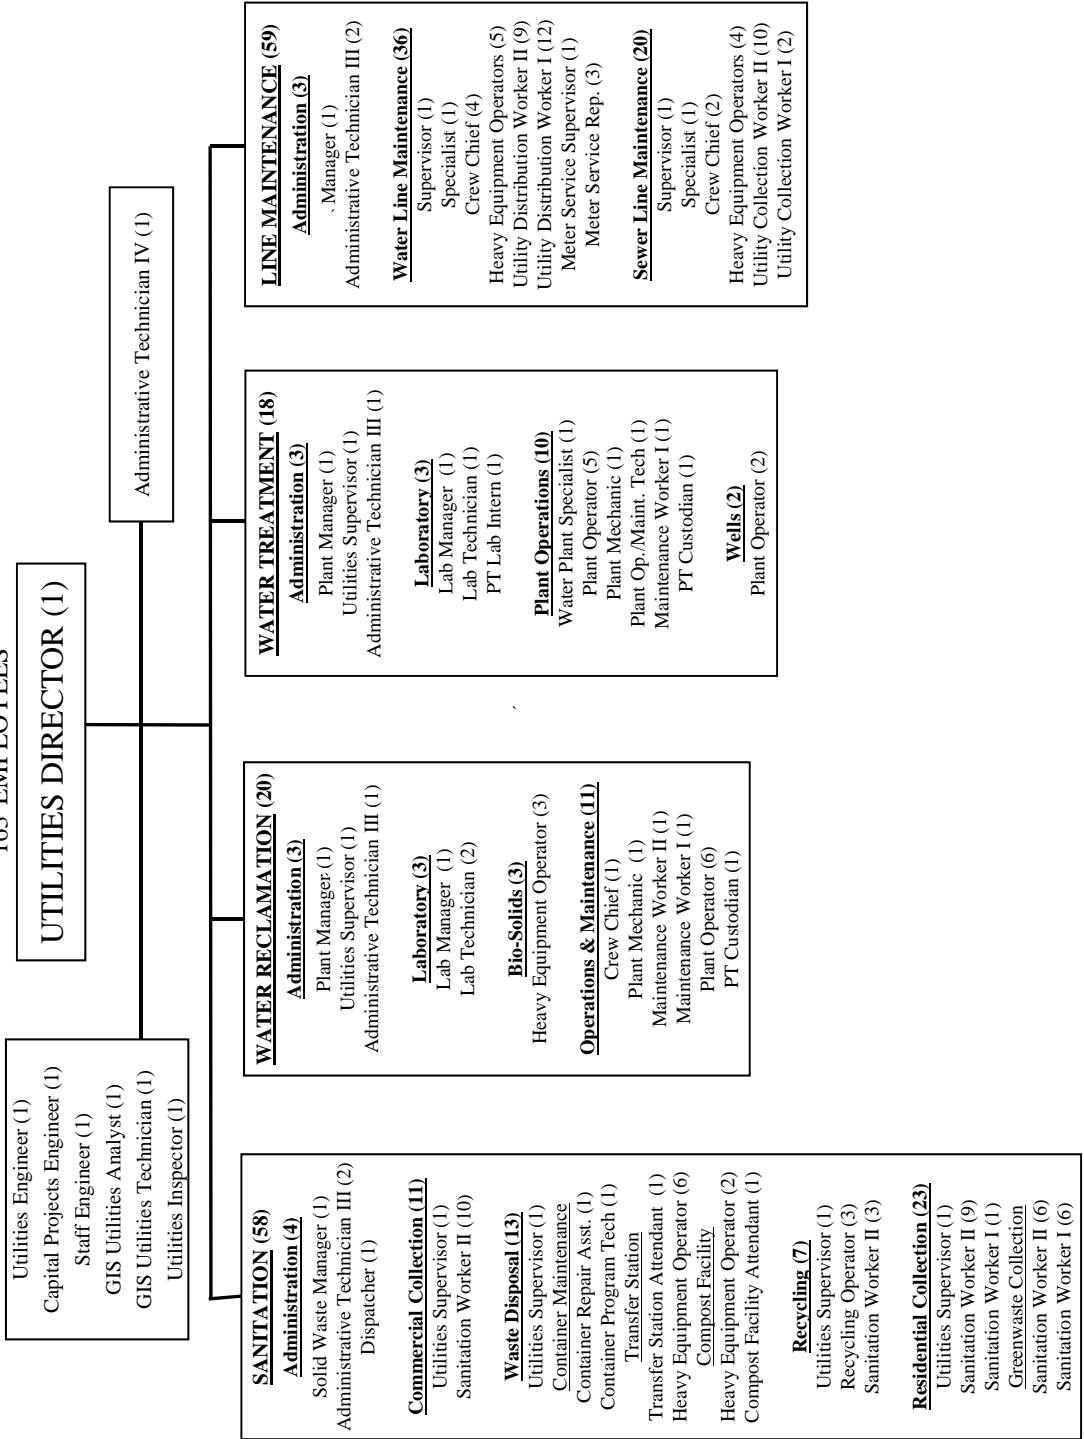 163 EMPLOYEES
UTILITIES DIRECTOR (1)
Utilities Engineer (1)
Capital Projects Engineer (1)
Staff Engineer (1)
GIS Utilities Analyst (1)
GIS Utilities Technician (1)
Utilities Inspector (1)
Administrative Technician IV (1)
SANITATION (58)
Administration (4)
Solid Waste Manager (1)
Administrative Technician III (2)
Dispatcher (1)
Commercial Collection (11)
Utilities Supervisor (1)
Sanitation Worker II (10)
Waste Disposal (13)
Utilities Supervisor (1)
Container Maintenance
Container Repair Asst. (1)
Container Program Tech (1)
Transfer Station
Transfer Station Attendant (1)
Heavy Equipment Operator (6)
Compost Facility
Heavy Equipment Operator (2)
Compost Facility Attendant (1)
Recycling (7)
Utilities Supervisor (1)
Recycling Operator (3)
Sanitation Worker II (3)
Residential Collection (23)
Utilities Supervisor (1)
Sanitation Worker II (9)
Sanitation Worker I (1)
Greenwaste Collection
Sanitation Worker II (6)
Sanitation Worker I (6)
WATER RECLAMATION (20)
Administration (3)
Plant Manager (1)
Utilities Supervisor (1)
Administrative Technician III (1)
Laboratory (3)
Lab Manager (1)
Lab Technician (2)
Bio-Solids (3)
Heavy Equipment Operator (3)
Operations & Maintenance (11)
Crew Chief (1)
Plant Mechanic (1)
Maintenance Worker II (1)
Maintenance Worker I (1)
Plant Operator (6)
PT Custodian (1)
WATER TREATMENT (18)
Administration (3)
Plant Manager (1)
Utilities Supervisor (1)
Administrative Technician III (1)
Laboratory (3)
Lab Manager (1)
Lab Technician (1)
PT Lab Intern (1)
Plant Operations (10)
Water Plant Specialist (1)
Plant Operator (5)
Plant Mechanic (1)
Plant Op./Maint. Tech (1)
Maintenance Worker I (1)
PT Custodian (1)
Wells (2)
Plant Operator (2)
LINE MAINTENANCE (59)
Administration (3)
Manager (1)
Administrative Technician III (2)
Water Line Maintenance (36)
Supervisor (1)
Specialist (1)
Crew Chief (4)
Heavy Equipment Operators (5)
Utility Distribution Worker II (9)
Utility Distribution Worker I (12)
Meter Service Supervisor (1)
Meter Service Rep. (3)
Sewer Line Maintenance (20)
Supervisor (1)
Specialist (1)
Crew Chief (2)
Heavy Equipment Operators (4)
Utility Collection Worker II (10)
Utility Collection Worker I (2)